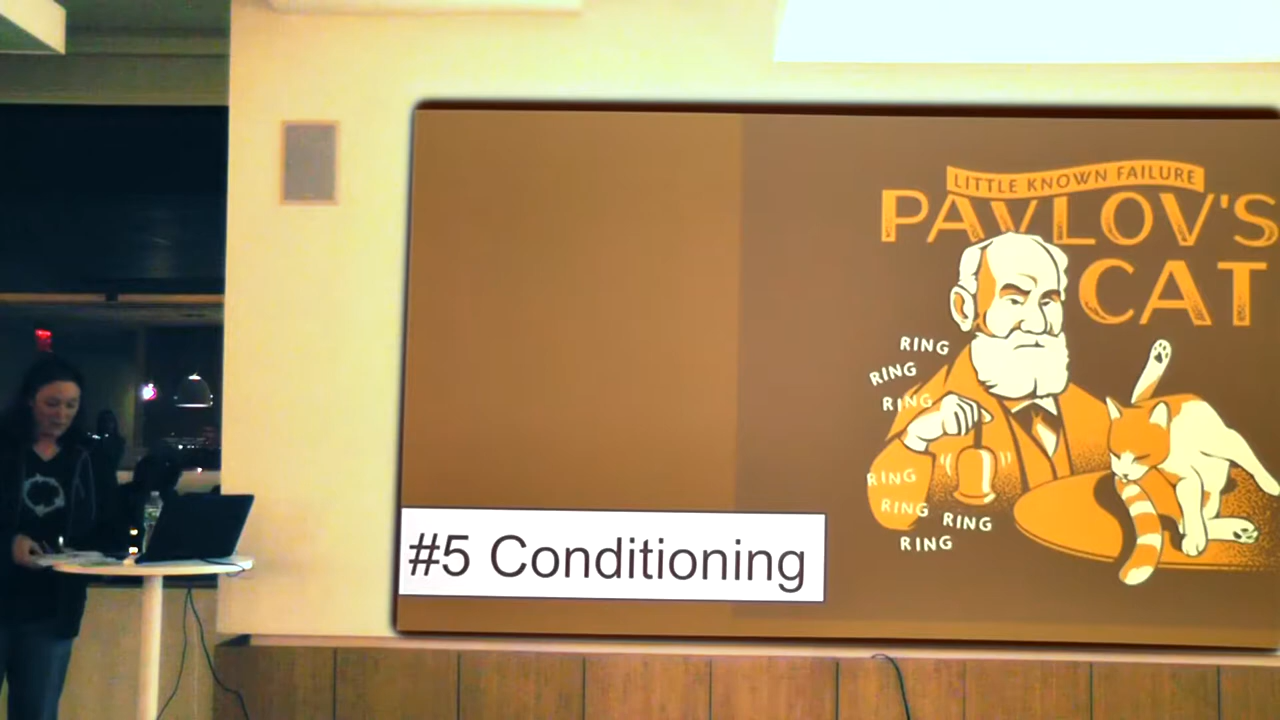 LITTLE KNOWN FAILURE
PAVLOV'S
CAT
RING
RING
RING
RING
RING
RING
RING
#5 Conditioning